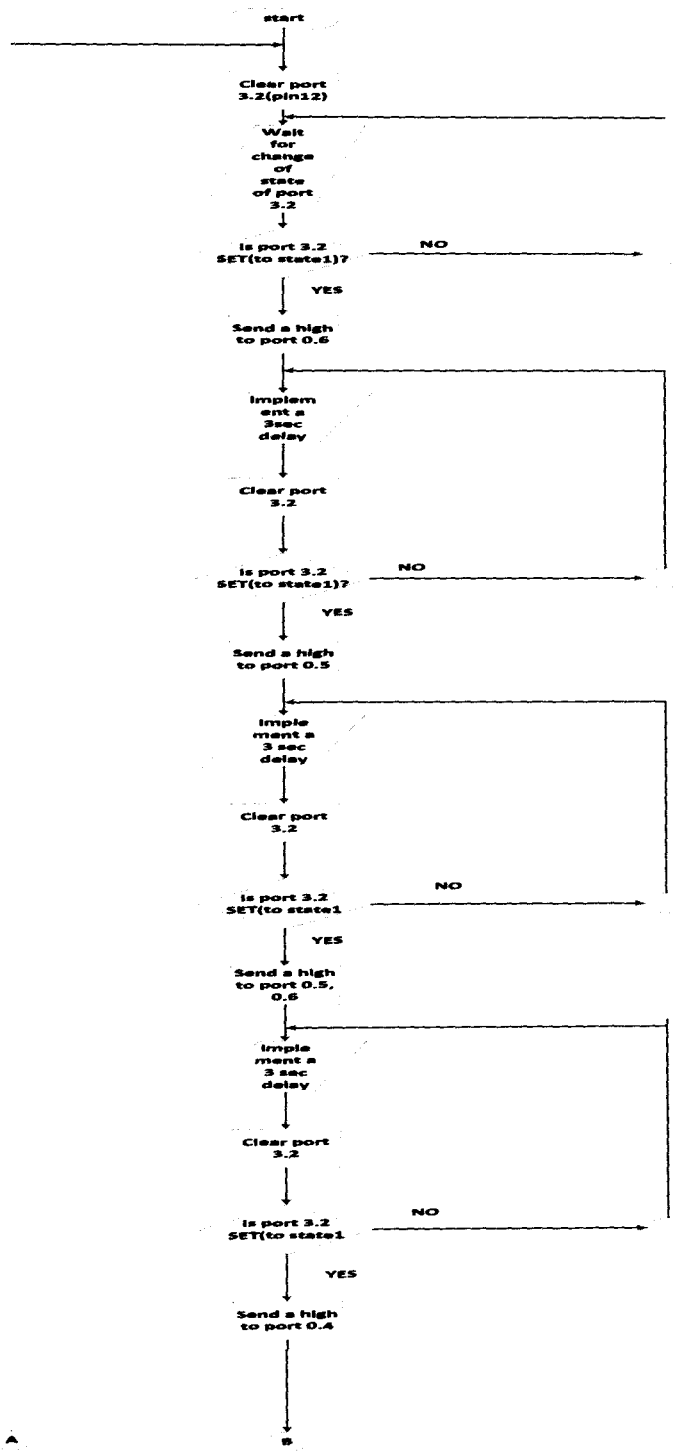 start
Clear port
3.2(pin12)
Wait
for
change
of
state
of port
3.2
is port 3.2
SET(to state1)?
NO
YES
Send a high
to port 0.6
Implem
ent a
3sec
delay
Clear port
3.2
is port 3.2
SET(to state1)?
NO
YES
Send a high
to port 0.5
Imple
ment a
3 sec
delay
Clear port
3.2
is port 3.2
SET(to state1
NO
YES
Send a high
to port 0.5,
0.6
Imple
ment a
3 sec
delay
Clear port
3.2
is port 3.2
SET(to state1
NO
YES
Send a high
to port 0.4
A
B